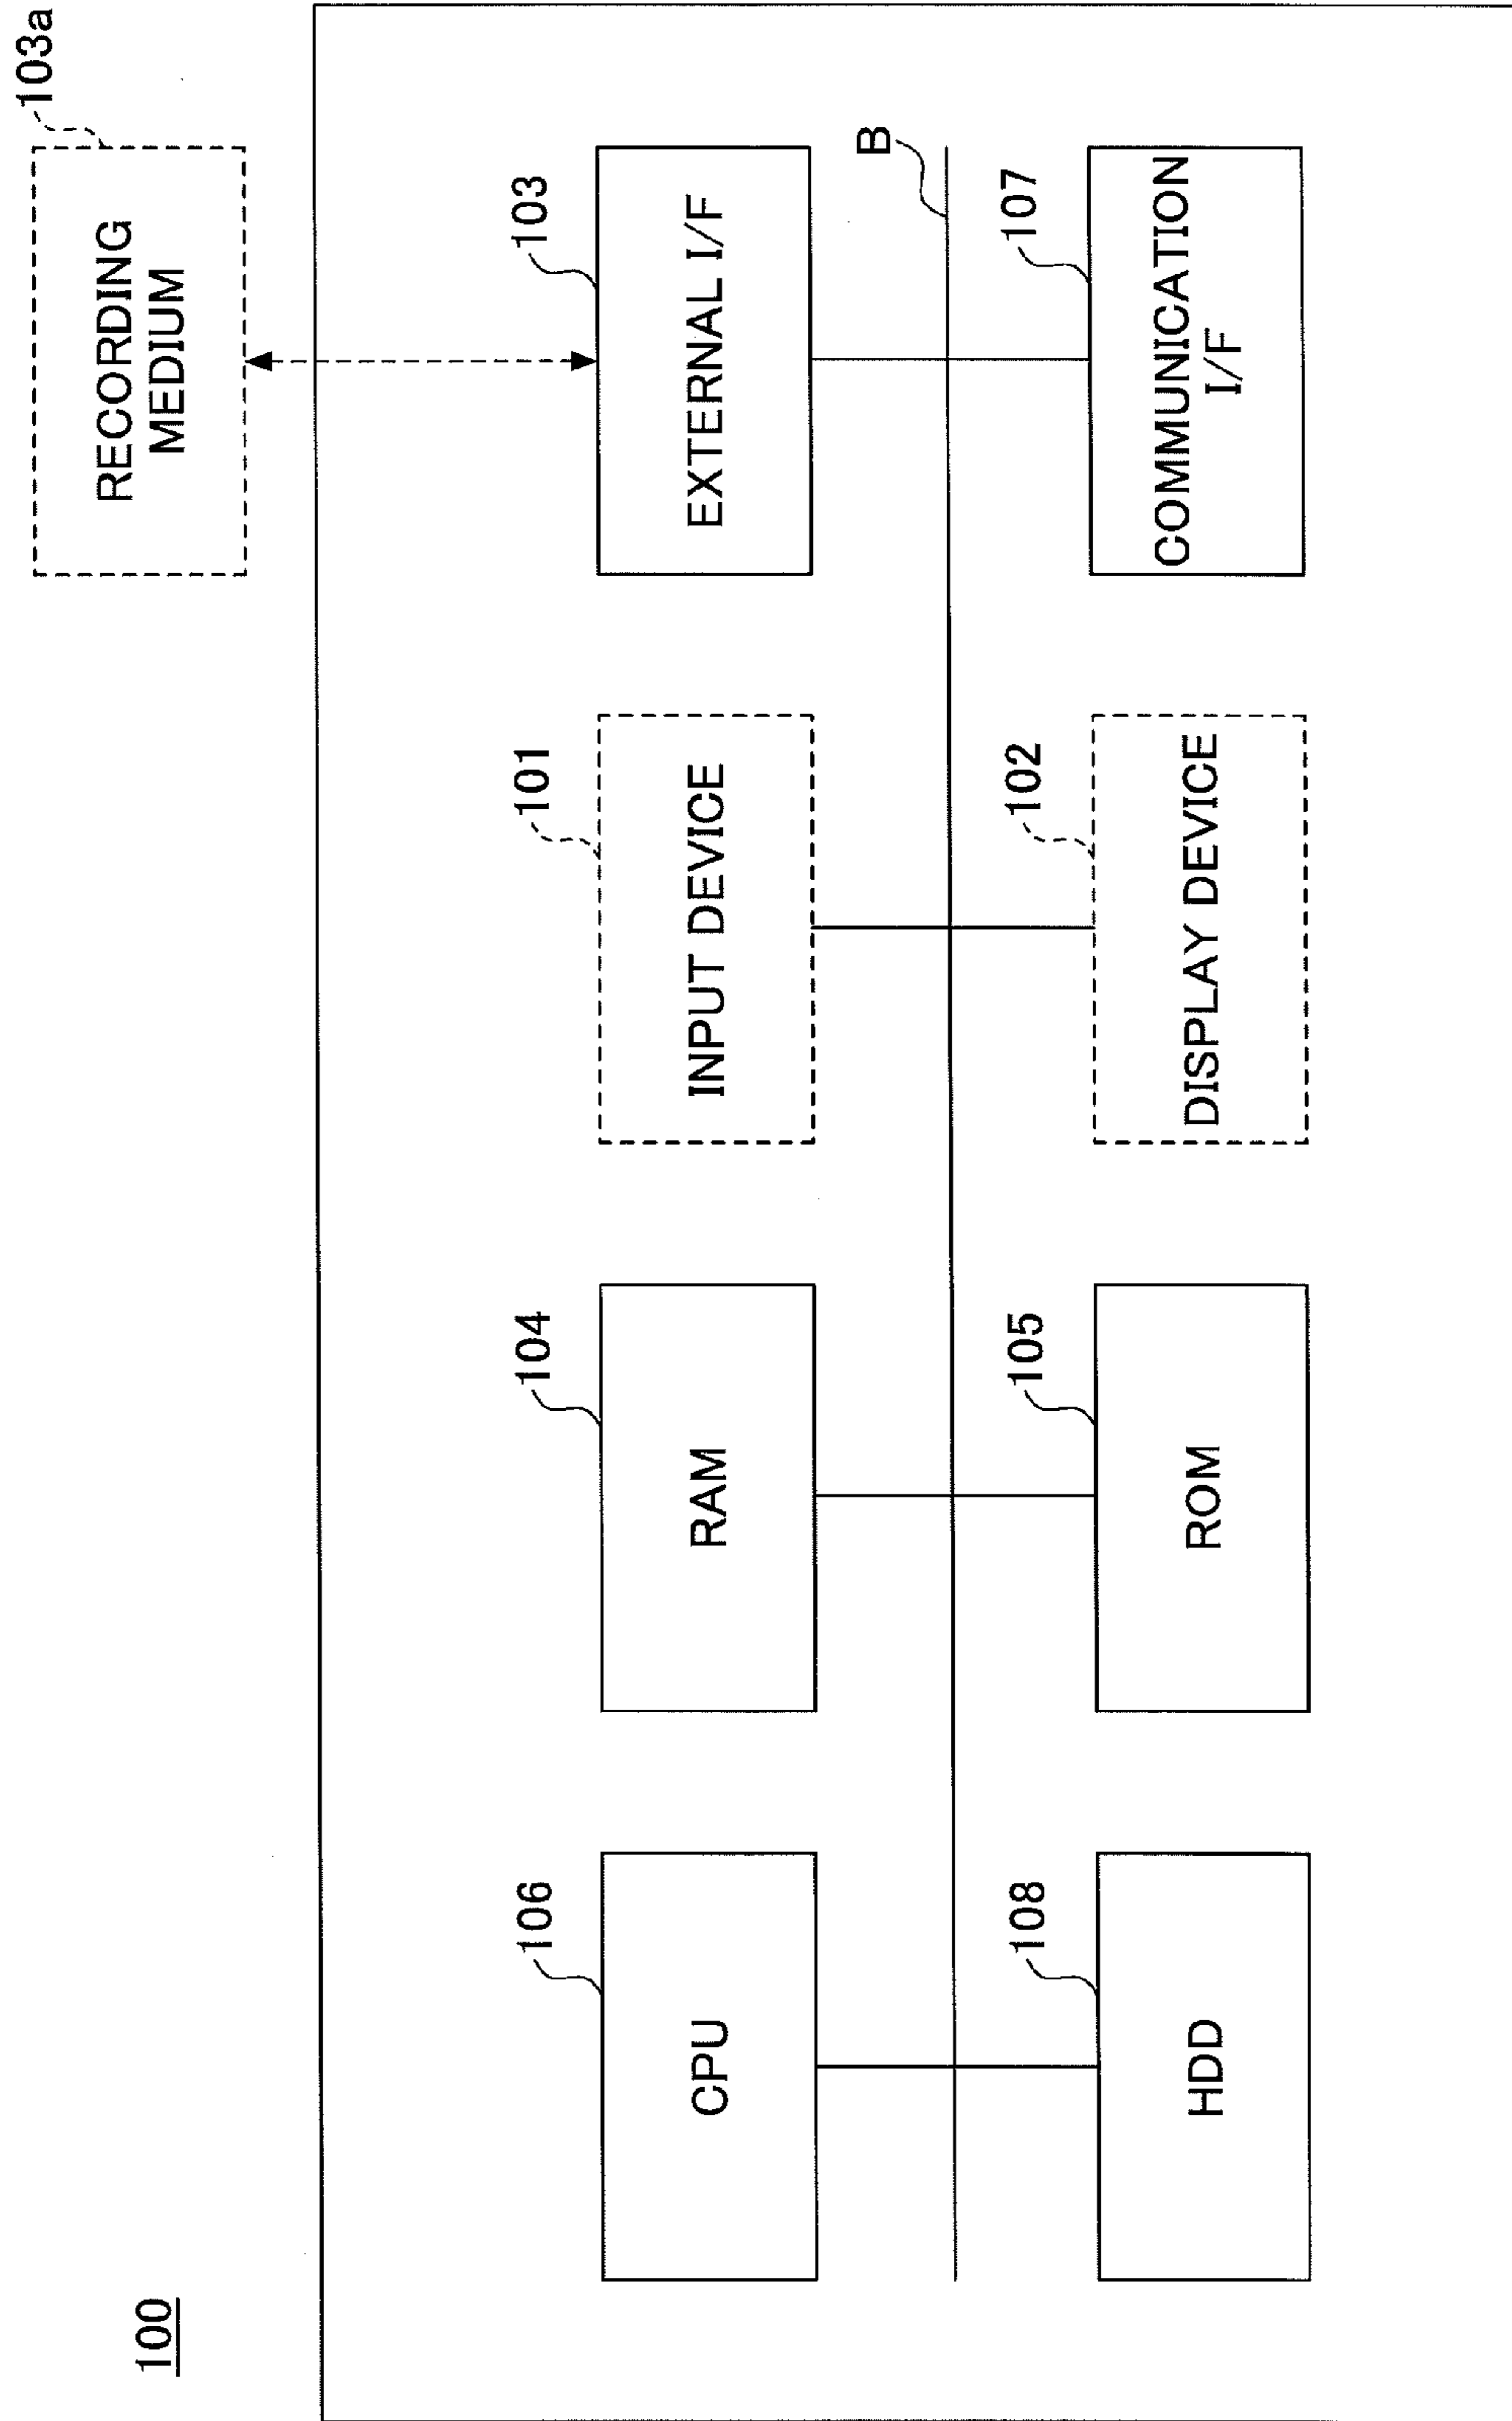 100
103a
RECORDING
MEDIUM
106
CPU
104
RAM
101
INPUT DEVICE
103
EXTERNAL I/F
B
108
HDD
105
ROM
102
DISPLAY DEVICE
107
COMMUNICATION
I/F